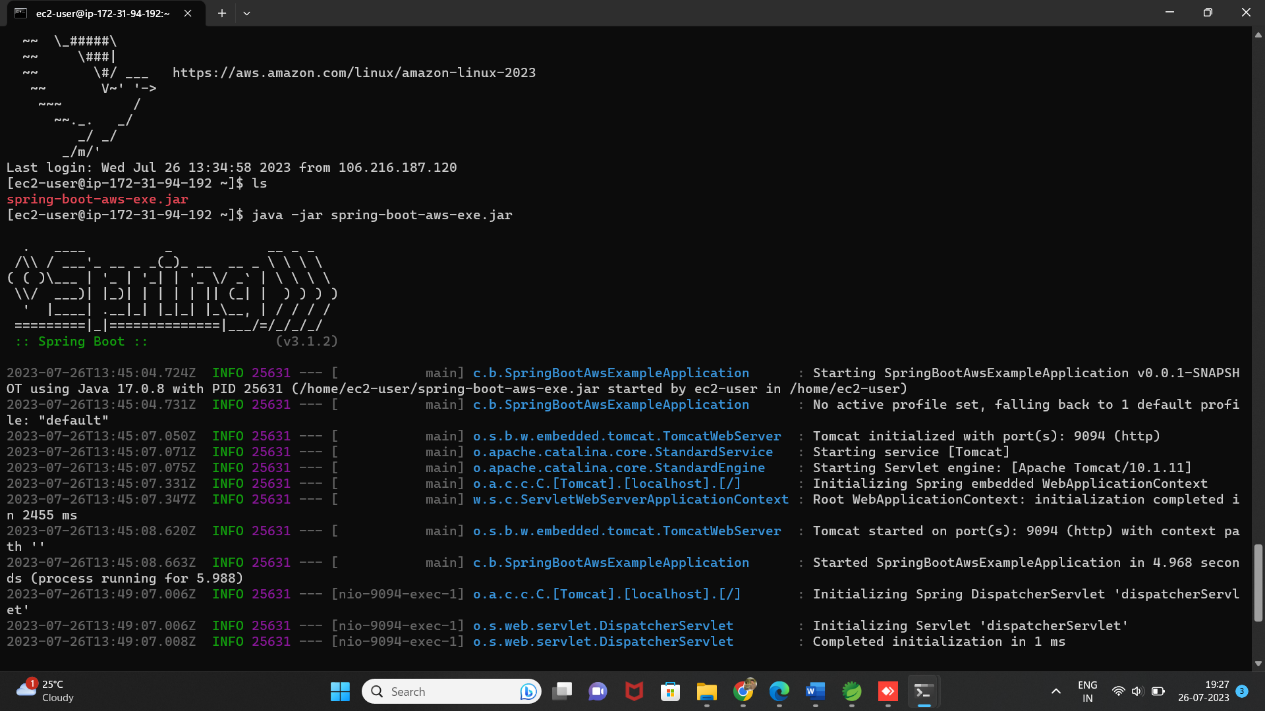 ec2-user@ip-172-31-94-192:~
~~  \_#####\
~~     \###|
~~       \#/ ___   https://aws.amazon.com/linux/amazon-linux-2023
~~       V~' '->
~~~         /
~~._.   _/
_/ _/
_/m/'
Last login: Wed Jul 26 13:34:58 2023 from 106.216.187.120
[ec2-user@ip-172-31-94-192 ~]$ ls
spring-boot-aws-exe.jar
[ec2-user@ip-172-31-94-192 ~]$ java -jar spring-boot-aws-exe.jar
  .   ____          _            __ _ _
 /\\ / ___'_ __ _ _(_)_ __  __ _ \ \ \ \
( ( )\___ | '_ | '_| | '_ \/ _` | \ \ \ \
 \\/  ___)| |_)| | | | | || (_| |  ) ) ) )
  '  |____| .__|_| |_|_| |_\__, | / / / /
 =========|_|==============|___/=/_/_/_/
 :: Spring Boot ::                (v3.1.2)
2023-07-26T13:45:04.724Z  INFO 25631 --- [           main] c.b.SpringBootAwsExampleApplication      : Starting SpringBootAwsExampleApplication v0.0.1-SNAPSH
OT using Java 17.0.8 with PID 25631 (/home/ec2-user/spring-boot-aws-exe.jar started by ec2-user in /home/ec2-user)
2023-07-26T13:45:04.731Z  INFO 25631 --- [           main] c.b.SpringBootAwsExampleApplication      : No active profile set, falling back to 1 default profi
le: "default"
2023-07-26T13:45:07.050Z  INFO 25631 --- [           main] o.s.b.w.embedded.tomcat.TomcatWebServer  : Tomcat initialized with port(s): 9094 (http)
2023-07-26T13:45:07.071Z  INFO 25631 --- [           main] o.apache.catalina.core.StandardService   : Starting service [Tomcat]
2023-07-26T13:45:07.075Z  INFO 25631 --- [           main] o.apache.catalina.core.StandardEngine    : Starting Servlet engine: [Apache Tomcat/10.1.11]
2023-07-26T13:45:07.331Z  INFO 25631 --- [           main] o.a.c.c.C.[Tomcat].[localhost].[/]       : Initializing Spring embedded WebApplicationContext
2023-07-26T13:45:07.347Z  INFO 25631 --- [           main] w.s.c.ServletWebServerApplicationContext : Root WebApplicationContext: initialization completed i
n 2455 ms
2023-07-26T13:45:08.620Z  INFO 25631 --- [           main] o.s.b.w.embedded.tomcat.TomcatWebServer  : Tomcat started on port(s): 9094 (http) with context pa
th ''
2023-07-26T13:45:08.663Z  INFO 25631 --- [           main] c.b.SpringBootAwsExampleApplication      : Started SpringBootAwsExampleApplication in 4.968 secon
ds (process running for 5.988)
2023-07-26T13:49:07.006Z  INFO 25631 --- [nio-9094-exec-1] o.a.c.c.C.[Tomcat].[localhost].[/]       : Initializing Spring DispatcherServlet 'dispatcherServl
et'
2023-07-26T13:49:07.006Z  INFO 25631 --- [nio-9094-exec-1] o.s.web.servlet.DispatcherServlet        : Initializing Servlet 'dispatcherServlet'
2023-07-26T13:49:07.008Z  INFO 25631 --- [nio-9094-exec-1] o.s.web.servlet.DispatcherServlet        : Completed initialization in 1 ms
1
25°C
Cloudy
Search
ENG
IN
19:27
26-07-2023
3